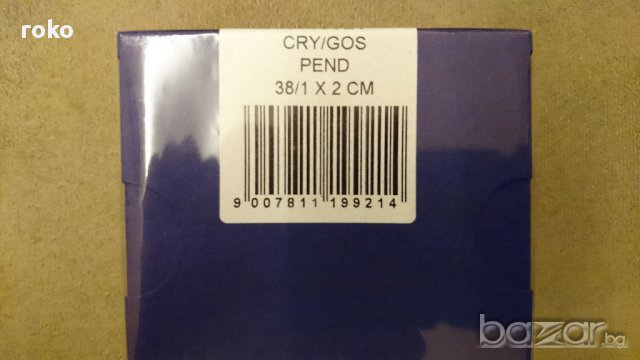 roko
CRY/GOS
PEND
38/1 X 2 CM
9 007811 199214
bazar.bg